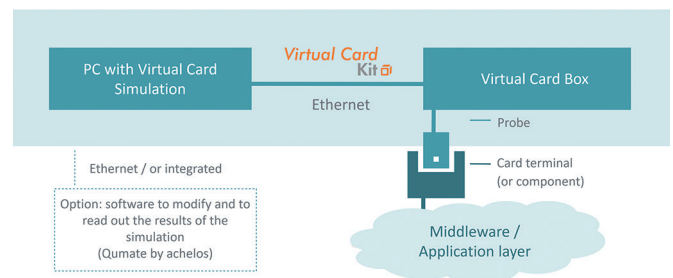 PC with Virtual Card
Simulation
Virtual Card
Kit
Ethernet
Virtual Card Box
Probe
Card terminal
(or component)
Ethernet / or integrated
Option: software to modify and to
read out the results of the
simulation
(Qumate by achelos)
Middleware /
Application layer